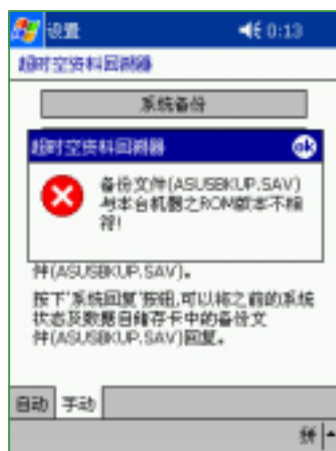 设置 0:13
超时空资料回溯器
系统备份
超时空资料回溯器 ok
备份文件(ASUSBKUP.SAV)
与本台机器之ROM版本不相
符!
件(ASUSBKUP.SAV)。
按下'系统回复'按钮,可以将之前的系统
状态及数据自储存卡中的备份文
件(ASUSBKUP.SAV)回复。
自动 手动
拼